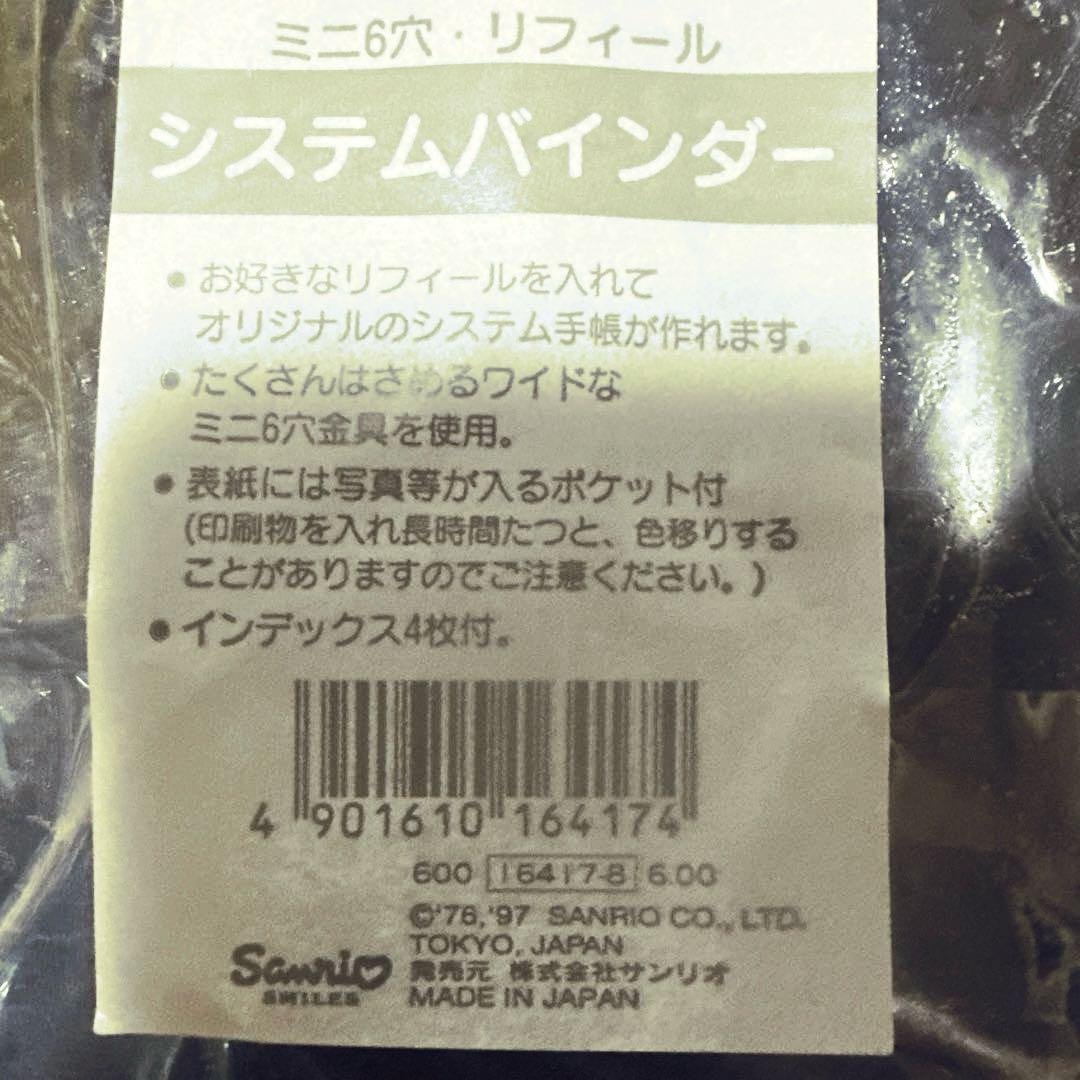 ミニ6穴・リフィール
システムバインダー
●お好きなリフィールを入れて
オリジナルのシステム手帳が作れます。
●たくさんはさめるワイドな
ミニ6穴金具を使用。
●表紙には写真等が入るポケット付
(印刷物を入れ長時間たつと、色移りする
ことがありますのでご注意ください。)
●インデックス4枚付。
4 901610 164174
600 16417-8 6.00
©'76,'97 SANRIO CO., LTD.
TOKYO, JAPAN
Sanrio
SMILES
発売元 株式会社サンリオ
MADE IN JAPAN